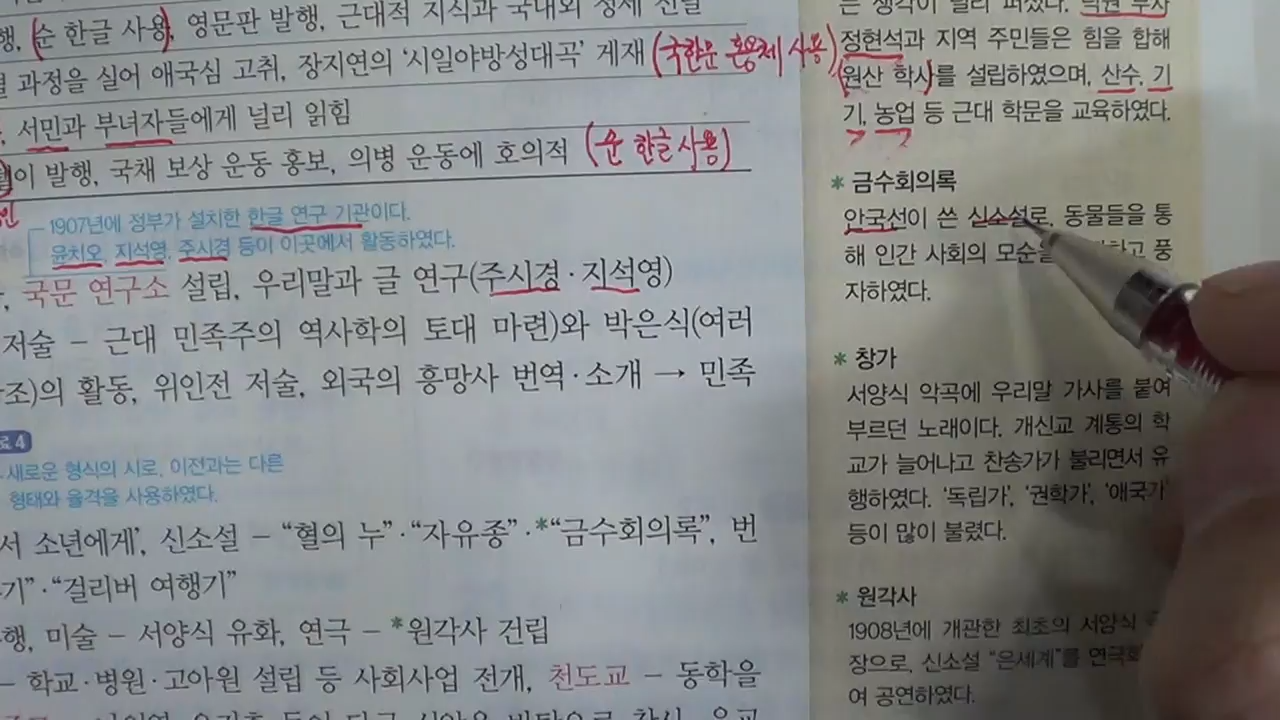 행, (순 한글 사용), 영문판 발행, 근대적 지식과 국내외 정세 전달
과정을 실어 애국심 고취, 장지연의 ‘시일야방성대곡’ 게재 (국한문 혼용체 사용)
서민과 부녀자들에게 널리 읽힘
이 발행, 국채 보상 운동 홍보, 의병 운동에 호의적 (순 한글 사용)
인
1907년에 정부가 설치한 한글 연구 기관이다.
윤치오, 지석영, 주시경 등이 이곳에서 활동하였다.
, 국문 연구소 설립, 우리말과 글 연구(주시경·지석영)
저술 – 근대 민족주의 역사학의 토대 마련)와 박은식(여러
조)의 활동, 위인전 저술, 외국의 흥망사 번역·소개 → 민족
료 4
새로운 형식의 시로, 이전과는 다른
형태와 율격을 사용하였다.
서 소년에게’, 신소설 – “혈의 누”·“자유종”·*“금수회의록”, 번
기”·“걸리버 여행기”
행, 미술 – 서양식 유화, 연극 – *원각사 건립
– 학교·병원·고아원 설립 등 사회사업 전개, 천도교 – 동학을
는 생각이 널리 퍼졌다. 덕원 부사
정현석과 지역 주민들은 힘을 합해
(원산 학사)를 설립하였으며, 산수, 기
기, 농업 등 근대 학문을 교육하였다.
* 금수회의록
안국선이 쓴 신소설로, 동물들을 통
해 인간 사회의 모순을 하고 풍
자하였다.
* 창가
서양식 악곡에 우리말 가사를 붙여
부르던 노래이다. 개신교 계통의 학
교가 늘어나고 찬송가가 불리면서 유
행하였다. ‘독립가’, ‘권학가’, ‘애국가’
등이 많이 불렸다.
* 원각사
1908년에 개관한 최초의 서양식
장으로, 신소설 “은세계”를 연극
여 공연하였다.